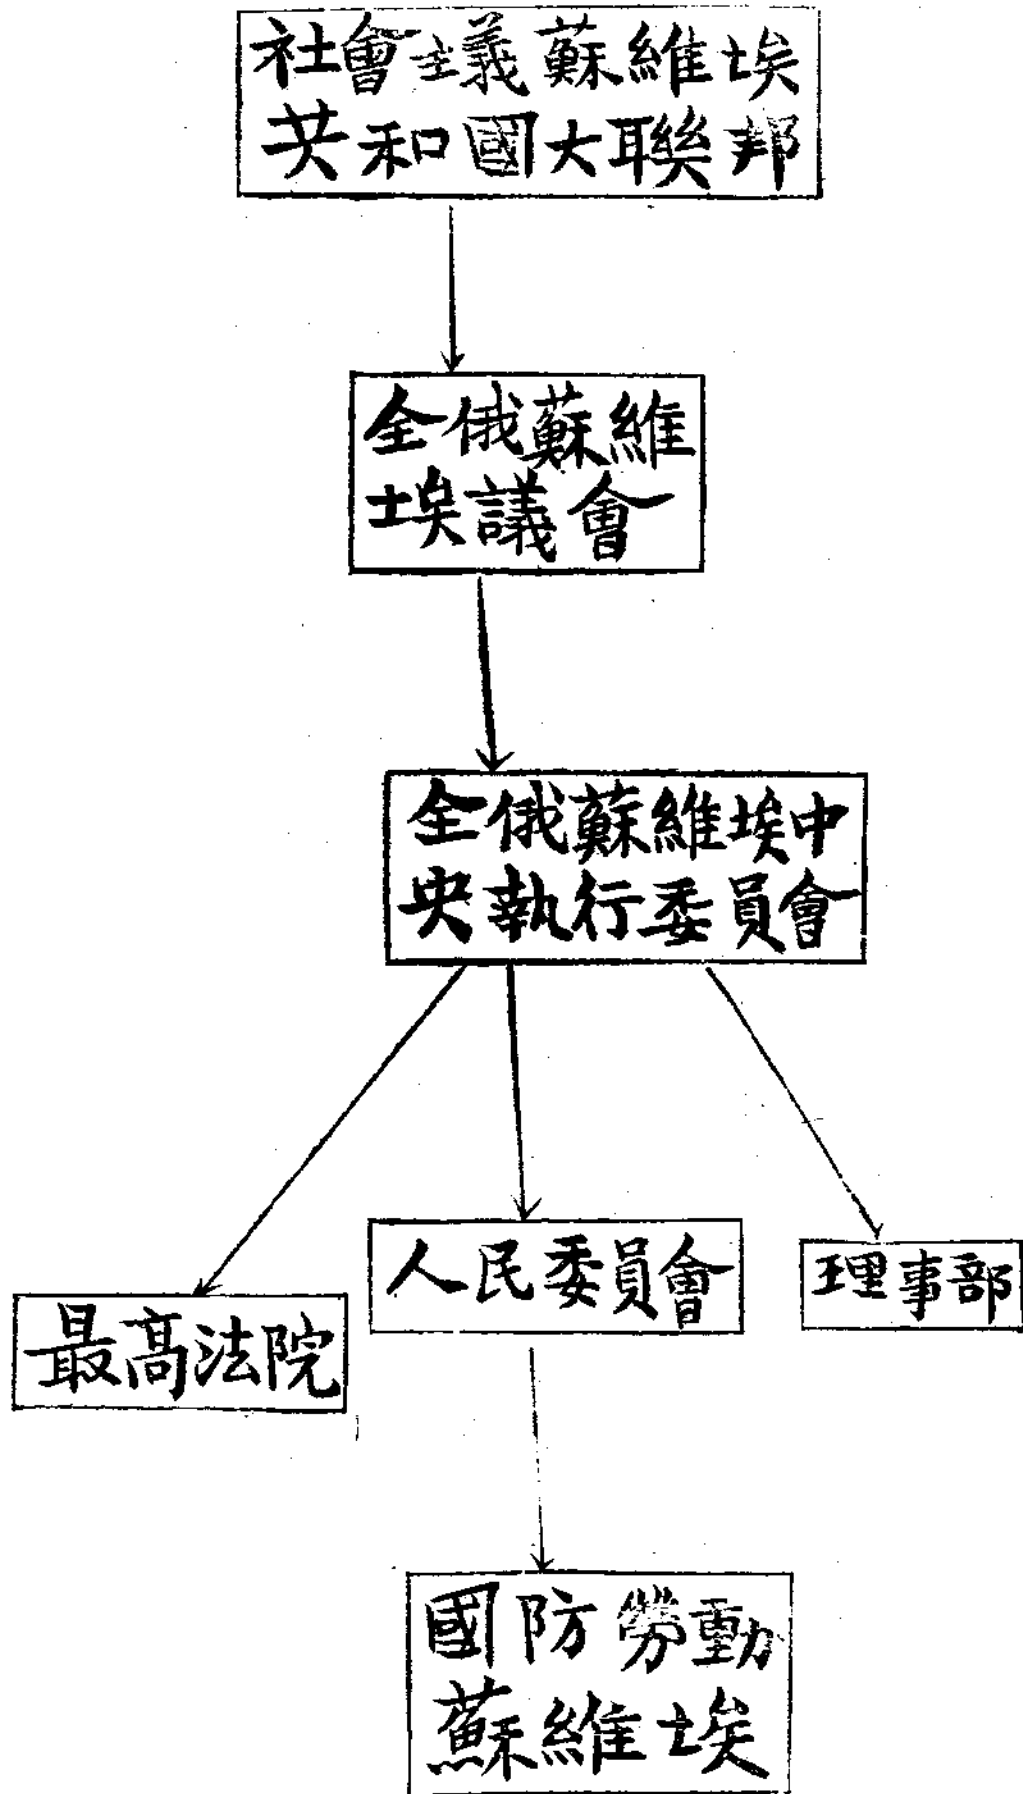 社會主義蘇維埃
共和國大聯邦
全俄蘇維
埃議會
全俄蘇維埃中
央執行委員會
人民委員會
理事部
最高法院
國防勞動
蘇維埃